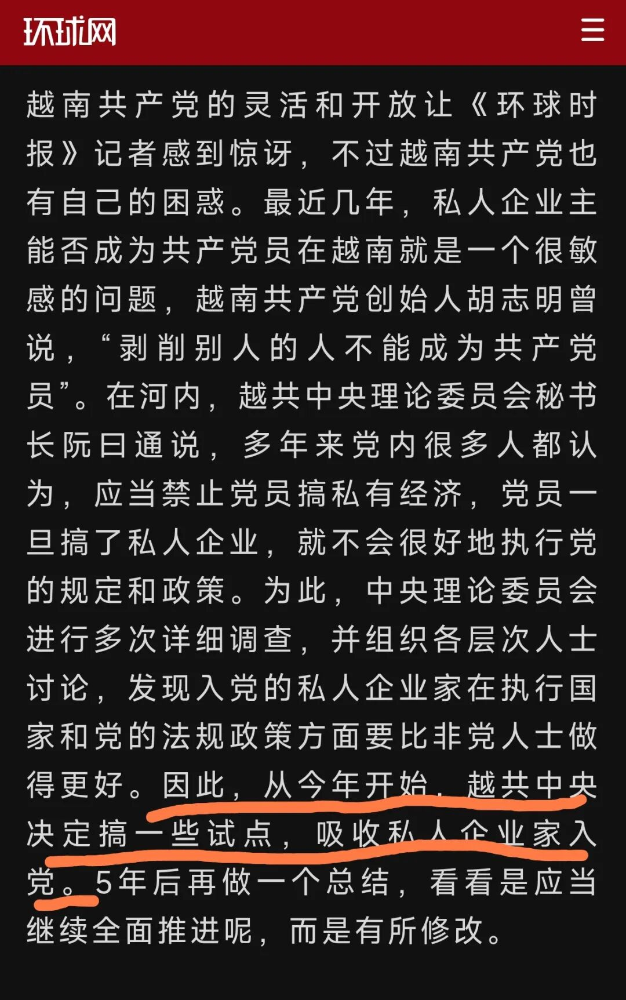 环球网
越南共产党的灵活和开放让《环球时
报》记者感到惊讶，不过越南共产党也
有自己的困惑。最近几年，私人企业主
能否成为共产党员在越南就是一个很敏
感的问题，越南共产党创始人胡志明曾
说，“剥削别人的人不能成为共产党
员”。在河内，越共中央理论委员会秘书
长阮曰通说，多年来党内很多人都认
为，应当禁止党员搞私有经济，党员一
旦搞了私人企业，就不会很好地执行党
的规定和政策。为此，中央理论委员会
进行多次详细调查，并组织各层次人士
讨论，发现入党的私人企业家在执行国
家和党的法规政策方面要比非党人士做
得更好。因此，从今年开始，越共中央
决定搞一些试点，吸收私人企业家入
党。5年后再做一个总结，看看是应当
继续全面推进呢，而是有所修改。